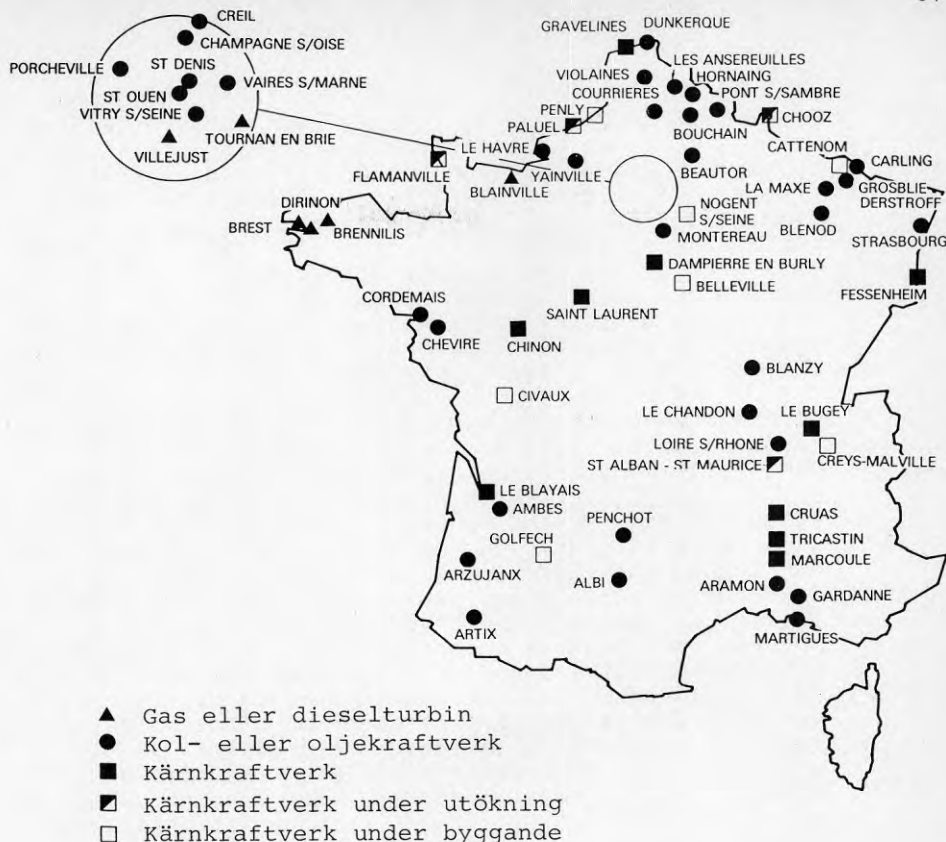 CREIL
CHAMPAGNE S/OISE
PORCHEVILLE
ST DENIS
VAIRES S/MARNE
ST OUEN
VITRY S/SEINE
TOURNAN EN BRIE
VILLEJUST
GRAVELINES
DUNKERQUE
LES ANSEREUILLES
VIOLAINES
HORNAING
COURRIERES
PONT S/SAMBRE
PENLY
PALUEL
BOUCHAIN
CHOOZ
LE HAVRE
CATTENOM
FLAMANVILLE
YAINVILLE
BEAUTOR
CARLING
BLAINVILLE
LA MAXE
GROSBLIE
DERSTROFF
DIRINON
NOGENT
S/SEINE
BREST
BRENNILIS
MONTEREAU
BLENOD
STRASBOURG
DAMPIERRE EN BURLY
BELLEVILLE
FESSENHEIM
CORDEMAIS
SAINT LAURENT
CHEVIRE
CHINON
BLANZY
CIVAUX
LE CHANDON
LE BUGEY
LOIRE S/RHONE
CREYS-MALVILLE
ST ALBAN - ST MAURICE
LE BLAYAIS
AMBES
CRUAS
PENCHOT
GOLFECH
TRICASTIN
MARCOULE
ARZUJANX
ALBI
ARAMON
GARDANNE
ARTIX
MARTIGUES
Gas eller dieselturbin
Kol- eller oljekraftverk
Kärnkraftverk
Kärnkraftverk under utökning
Kärnkraftverk under byggande